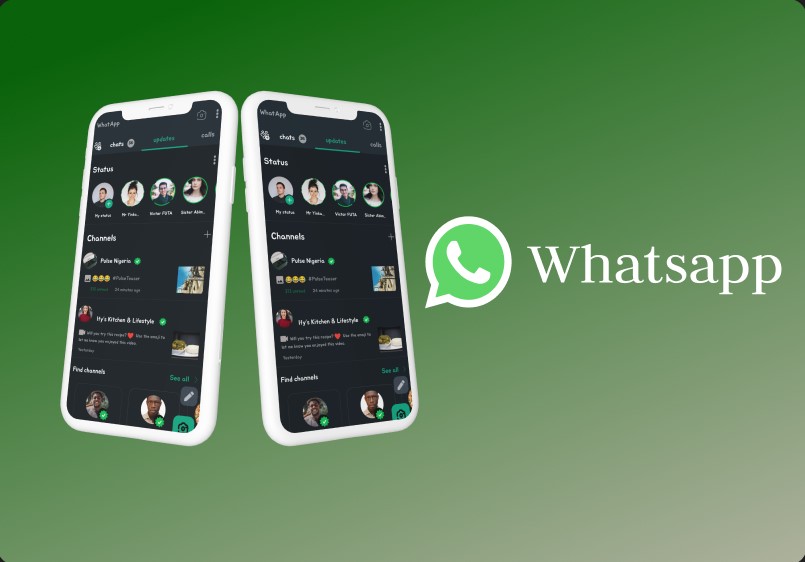 WhatApp
chats
updates
calls
Status
My status
Mr Yinka...
Victor FUTA
Sister Abim...
Channels
Pulse Nigeria
😂😂😂 #PulseTeaser
24 minutes ago
Ify's Kitchen & Lifestyle
Will you try this recipe? ❤️ Use the emoji to
let me know you enjoyed this video.
Yesterday
Find channels
See all
WhatApp
chats
updates
calls
Status
My status
Mr Yinka...
Victor FUTA
Sister Abim...
Channels
Pulse Nigeria
😂😂😂 #PulseTeaser
24 minutes ago
Ify's Kitchen & Lifestyle
Will you try this recipe? ❤️ Use the emoji to
let me know you enjoyed this video.
Yesterday
Find channels
See all
Whatsapp